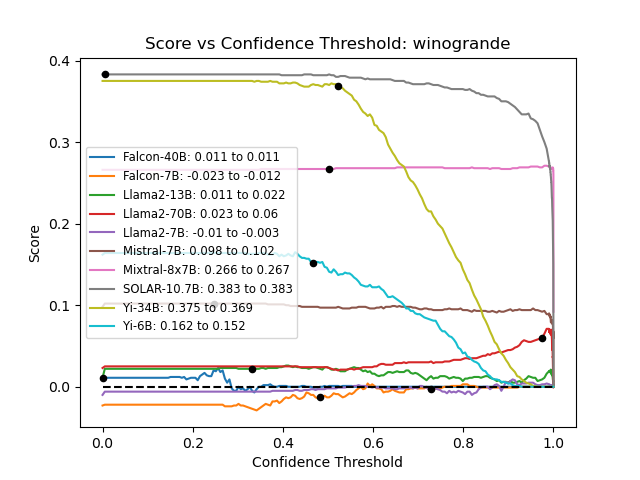 Score vs Confidence Threshold: winogrande
0.4
0.3
0.2
0.1
0.0
Score
Falcon-40B: 0.011 to 0.011
Falcon-7B: -0.023 to -0.012
Llama2-13B: 0.011 to 0.022
Llama2-70B: 0.023 to 0.06
Llama2-7B: -0.01 to -0.003
Mistral-7B: 0.098 to 0.102
Mixtral-8x7B: 0.266 to 0.267
SOLAR-10.7B: 0.383 to 0.383
Yi-34B: 0.375 to 0.369
Yi-6B: 0.162 to 0.152
0.0 0.2 0.4 0.6 0.8 1.0
Confidence Threshold